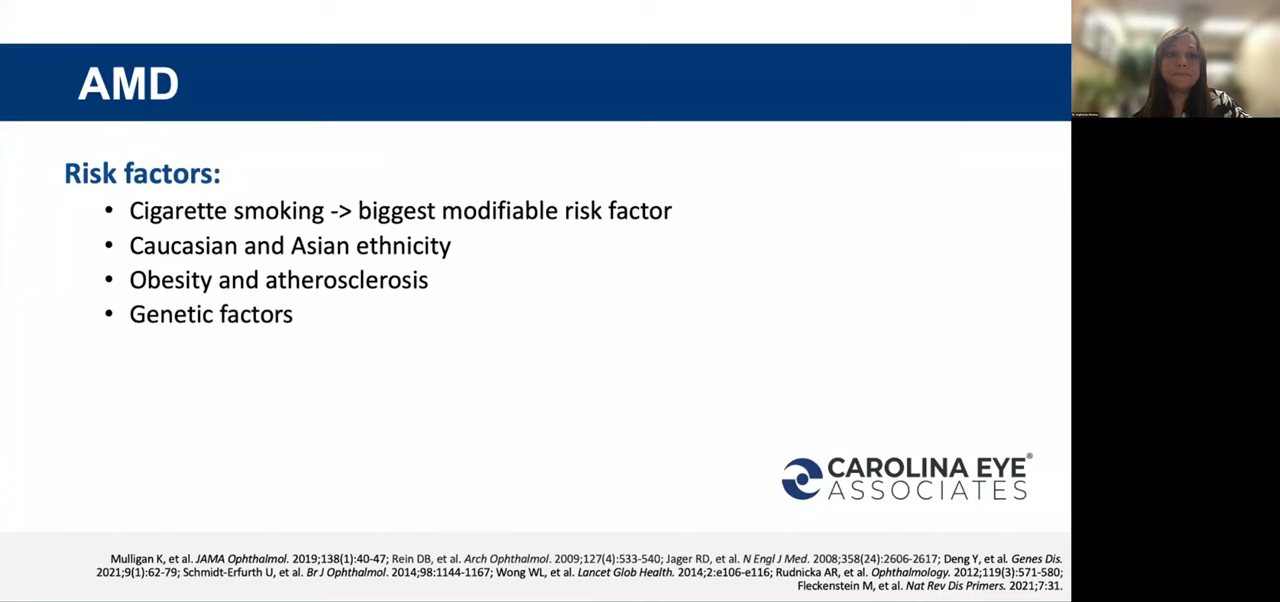 AMD
Risk factors:
• Cigarette smoking -> biggest modifiable risk factor
• Caucasian and Asian ethnicity
• Obesity and atherosclerosis
• Genetic factors
CAROLINA EYE®
ASSOCIATES
Mulligan K, et al. JAMA Ophthalmol. 2019;138(1):40-47; Rein DB, et al. Arch Ophthalmol. 2009;127(4):533-540; Jager RD, et al. N Engl J Med. 2008;358(24):2606-2617; Deng Y, et al. Genes Dis.
2021;9(1):62-79; Schmidt-Erfurth U, et al. Br J Ophthalmol. 2014;98:1144-1167; Wong WL, et al. Lancet Glob Health. 2014;2:e106-e116; Rudnicka AR, et al. Ophthalmology. 2012;119(3):571-580;
Fleckenstein M, et al. Nat Rev Dis Primers. 2021;7:31.